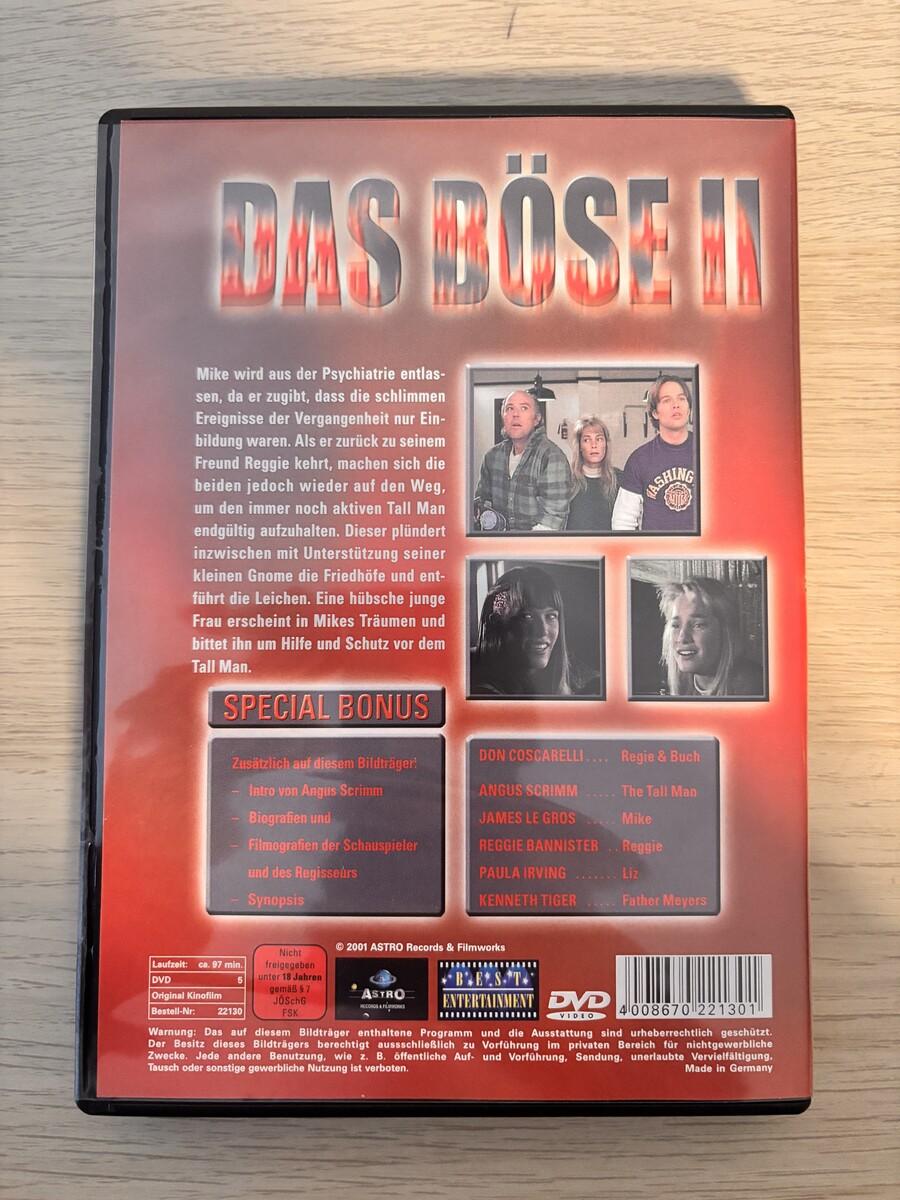 DAS BÖSE II
Mike wird aus der Psychiatrie entlas-
sen, da er zugibt, dass die schlimmen
Ereignisse der Vergangenheit nur Ein-
bildung waren. Als er zurück zu seinem
Freund Reggie kehrt, machen sich die
beiden jedoch wieder auf den Weg,
um den immer noch aktiven Tall Man
endgültig aufzuhalten. Dieser plündert
inzwischen mit Unterstützung seiner
kleinen Gnome die Friedhöfe und ent-
führt die Leichen. Eine hübsche junge
Frau erscheint in Mikes Träumen und
bittet ihn um Hilfe und Schutz vor dem
Tall Man.
WASHING
SPECIAL BONUS
Zusätzlich auf diesem Bildträger!
– Intro von Angus Scrimm
– Biografien und
– Filmografien der Schauspieler
und des Regisseurs
– Synopsis
DON COSCARELLI .... Regie & Buch
ANGUS SCRIMM ..... The Tall Man
JAMES LE GROS ..... Mike
REGGIE BANNISTER .. Reggie
PAULA IRVING ....... Liz
KENNETH TIGER ..... Father Meyers
© 2001 ASTRO Records & Filmworks
Laufzeit: ca. 97 min.
DVD 5
Original Kinofilm
Bestell-Nr: 22130
Nicht
freigegeben
unter 18 Jahren
gemäß § 7
JÖSchG
FSK
ASTRO
RECORDS & FILMWORKS
BEST
ENTERTAINMENT
DVD
VIDEO
4 008670 221301
Warnung: Das auf diesem Bildträger enthaltene Programm und die Ausstattung sind urheberrechtlich geschützt.
Der Besitz dieses Bildträgers berechtigt aussschließlich zu Vorführung im privaten Bereich für nichtgewerbliche
Zwecke. Jede andere Benutzung, wie z. B. öffentliche Auf- und Vorführung, Sendung, unerlaubte Vervielfältigung,
Tausch oder sonstige gewerbliche Nutzung ist verboten. Made in Germany